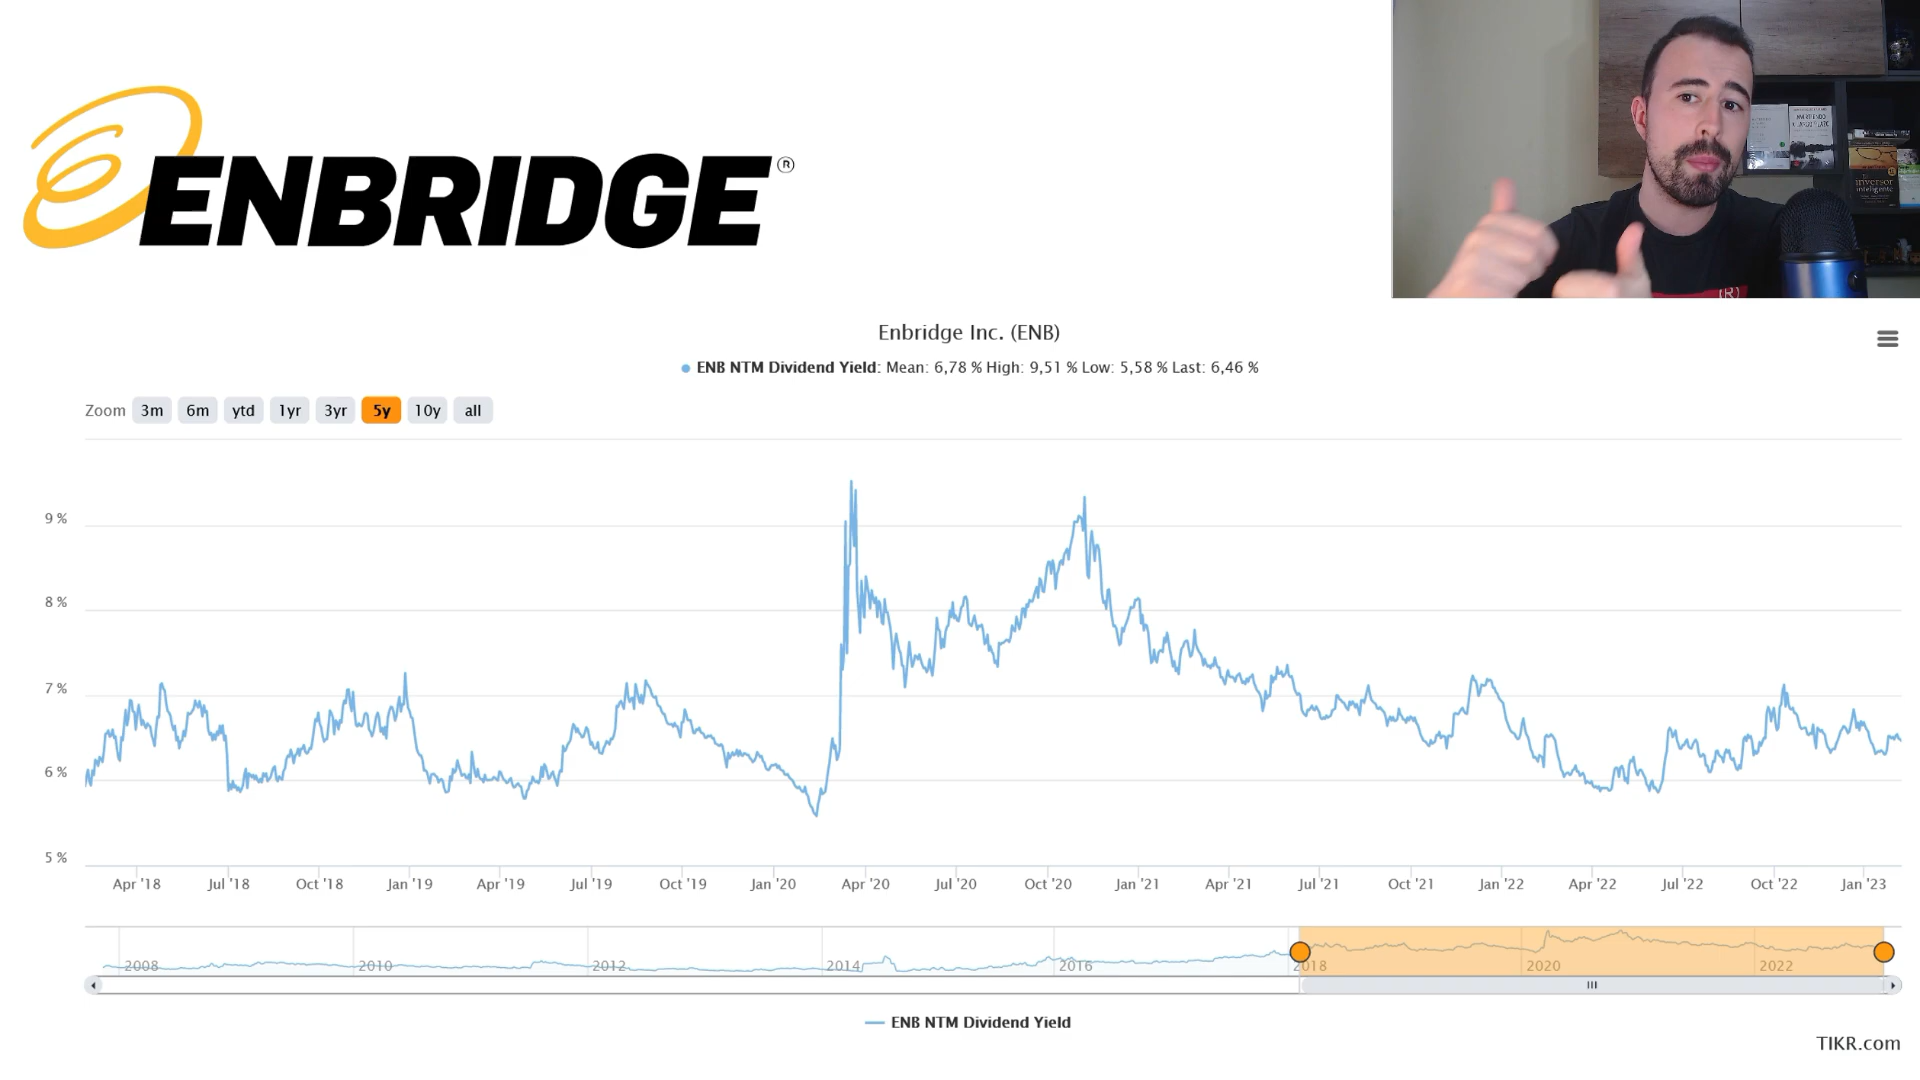 ENBRIDGE®
inversor
inteligente
(R)
Enbridge Inc. (ENB)
ENB NTM Dividend Yield: Mean: 6,78 % High: 9,51 % Low: 5,58 % Last: 6,46 %
Zoom 3m 6m ytd 1yr 3yr 5y 10y all
9 %
8 %
7 %
6 %
5 %
Apr '18 Jul '18 Oct '18 Jan '19 Apr '19 Jul '19 Oct '19 Jan '20 Apr '20 Jul '20 Oct '20 Jan '21 Apr '21 Jul '21 Oct '21 Jan '22 Apr '22 Jul '22 Oct '22 Jan '23
2008 2010 2012 2014 2016 2018 2020 2022
ENB NTM Dividend Yield
TIKR.com